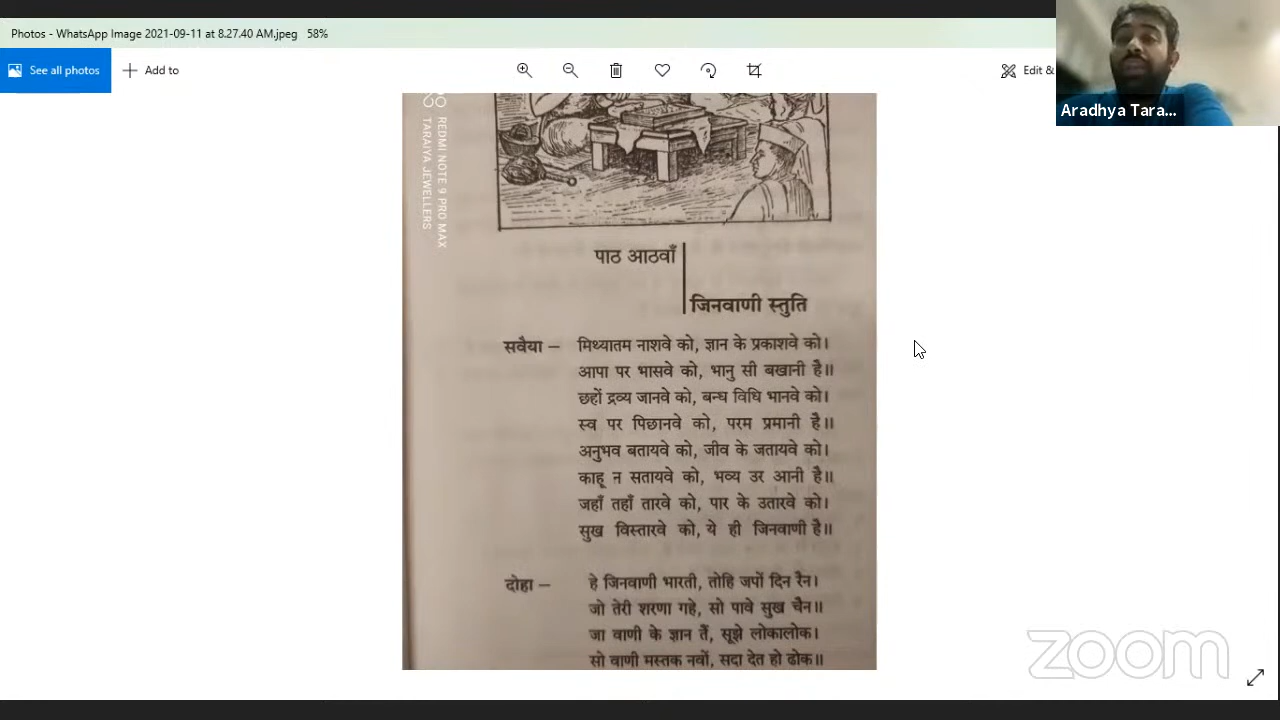 Photos - WhatsApp Image 2021-09-11 at 8.27.40 AM.jpeg 58%
See all photos
Add to
Edit &
Aradhya Tara...
REDMI NOTE 9 PRO MAX
TARAIYA JEWELLERS
पाठ आठवाँ
जिनवाणी स्तुति
सवैया – मिथ्यातम नाशवे को, ज्ञान के प्रकाशवे को।
आपा पर भासवे को, भानु सी बखानी है॥
छहों द्रव्य जानवे को, बन्ध विधि भानवे को।
स्व पर पिछानवे को, परम प्रमानी है॥
अनुभव बतायवे को, जीव के जतायवे को।
काहू न सतायवे को, भव्य उर आनी है॥
जहाँ तहाँ तारवे को, पार के उतारवे को।
सुख विस्तारवे को, ये ही जिनवाणी है॥
दोहा – हे जिनवाणी भारती, तोहि जपों दिन रैन।
जो तेरी शरणा गहे, सो पावे सुख चैन॥
जा वाणी के ज्ञान तैं, सूझे लोकालोक।
सो वाणी मस्तक नवों, सदा देत हो ढोक॥
zoom